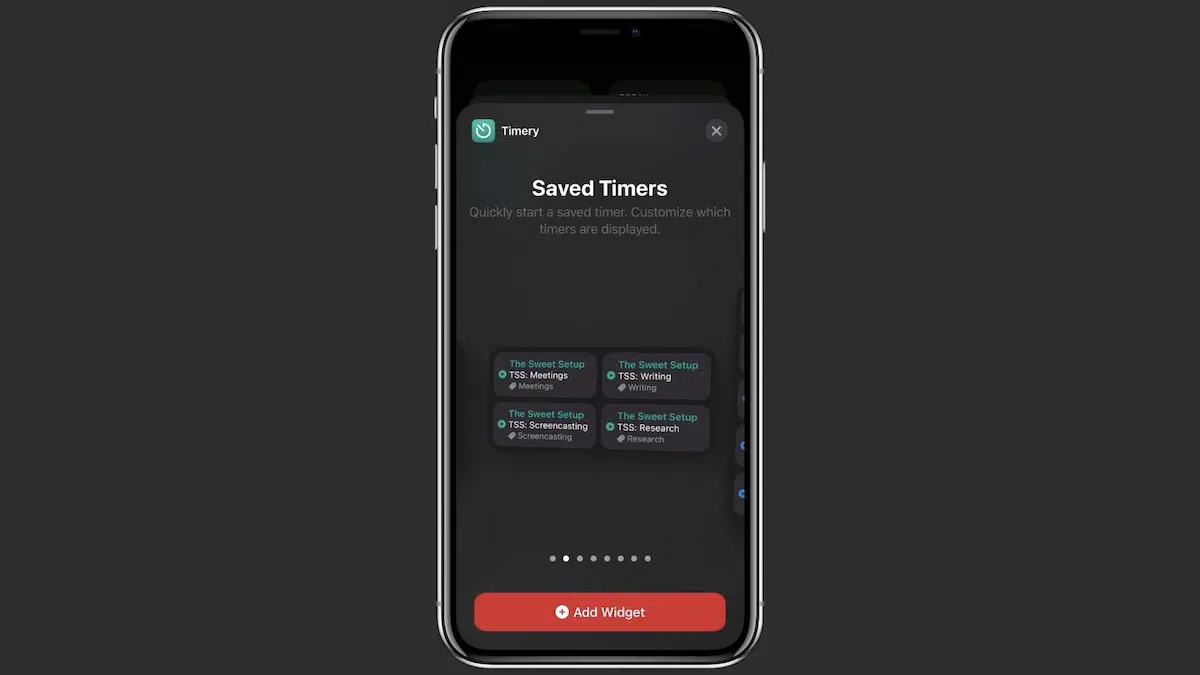 Timery
Saved Timers
Quickly start a saved timer. Customize which
timers are displayed.
The Sweet Setup
TSS: Meetings
Meetings
The Sweet Setup
TSS: Writing
Writing
The Sweet Setup
TSS: Screencasting
Screencasting
The Sweet Setup
TSS: Research
Research
Add Widget